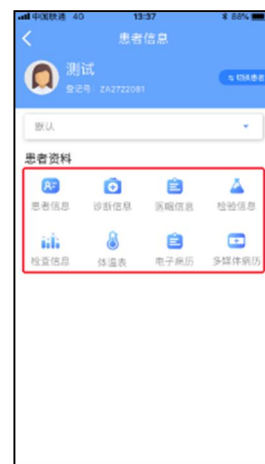 中国联通 4G 13:37 88%
患者信息
测试
登记号: ZA2722081
切换患者
默认
患者资料
患者信息 诊断信息 医嘱信息 检验信息
检查信息 体温表 电子病历 多媒体病历